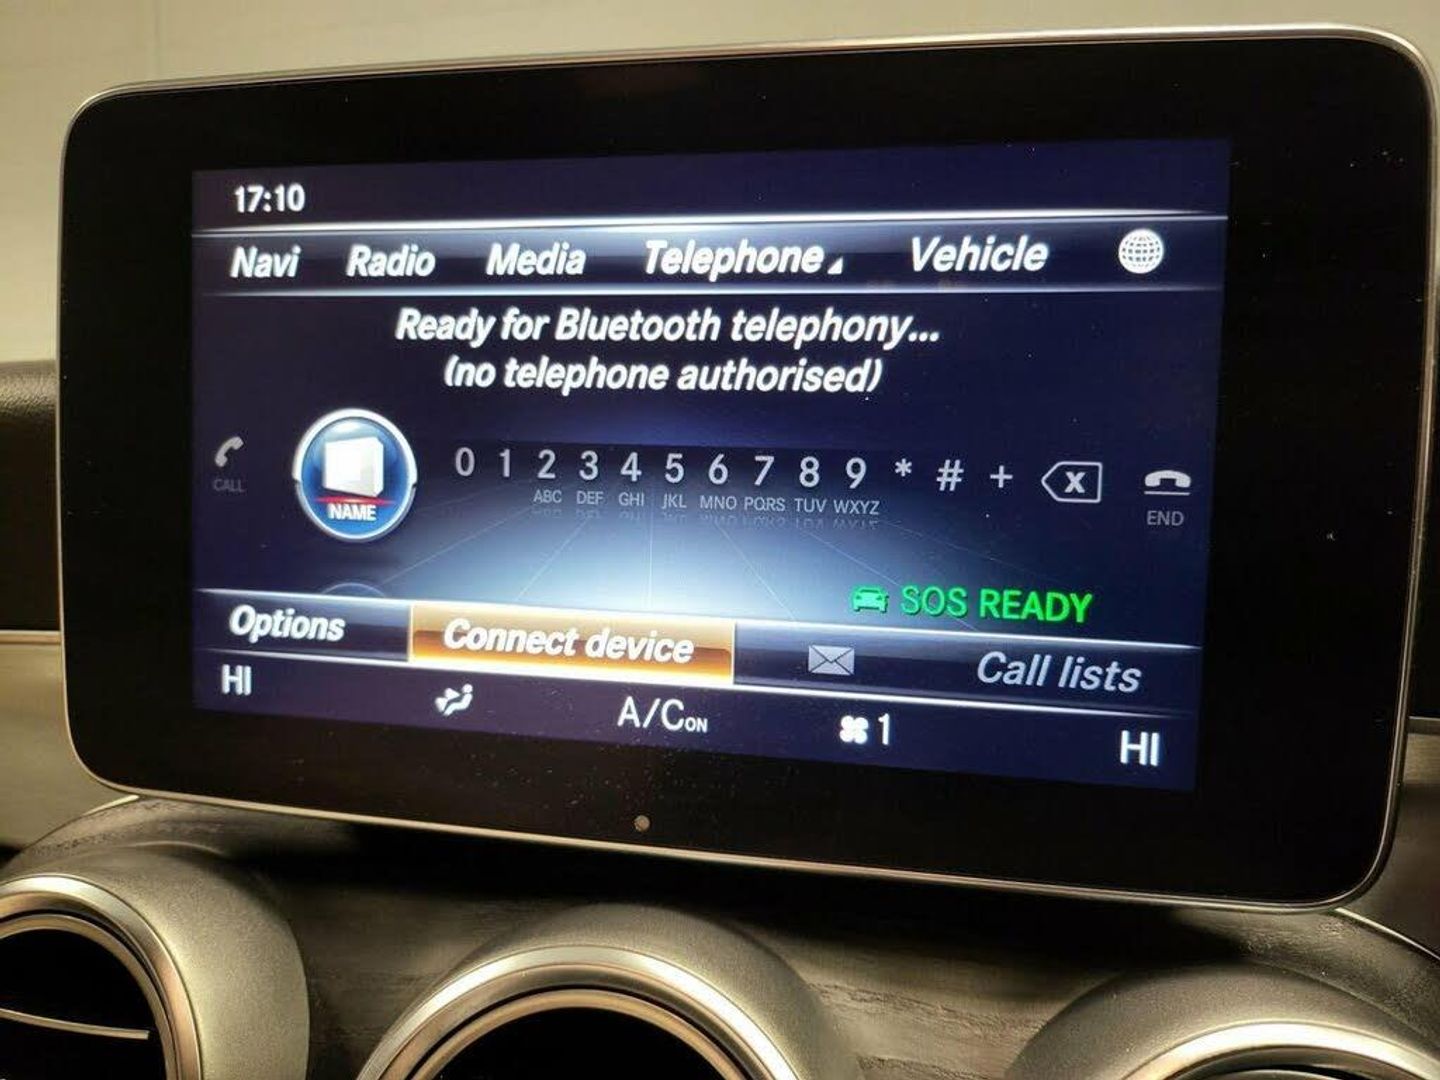 17:10
Navi Radio Media Telephone Vehicle
Ready for Bluetooth telephony...
(no telephone authorised)
CALL NAME 0 1 2 3 4 5 6 7 8 9 * # + x END
ABC DEF GHI JKL MNO PQRS TUV WXYZ
SOS READY
Options Connect device Call lists
HI A/C ON 1 HI